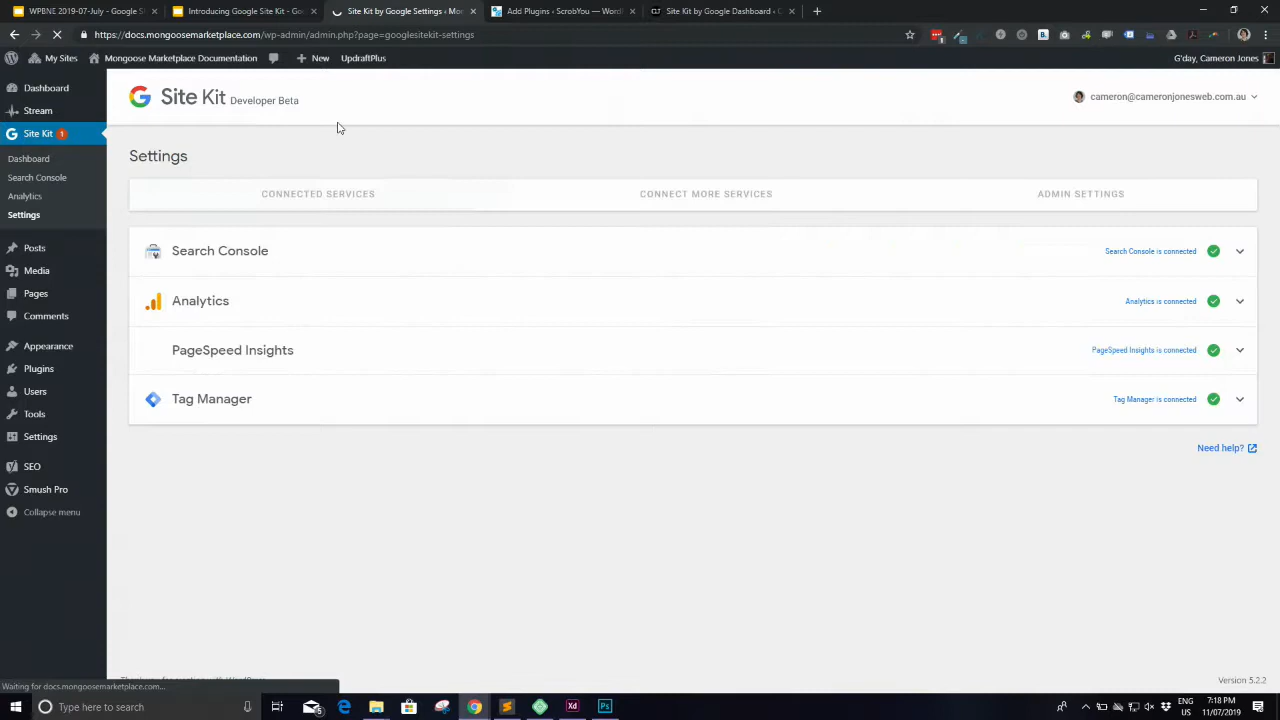 WPBNE 2019-07-July - Google S
Introducing Google Site Kit - Goo
Site Kit by Google Settings ‹ Mon
Add Plugins ‹ ScrobYou — WordP
Site Kit by Google Dashboard ‹ C
https://docs.mongoosemarketplace.com/wp-admin/admin.php?page=googlesitekit-settings
My Sites
Mongoose Marketplace Documentation
New
UpdraftPlus
G'day, Cameron Jones
Dashboard
Stream
Site Kit 1
Dashboard
Search Console
Analytics
Settings
Posts
Media
Pages
Comments
Appearance
Plugins
Users
Tools
Settings
SEO
Smush Pro
Collapse menu
Site Kit Developer Beta
cameron@cameronjonesweb.com.au
Settings
CONNECTED SERVICES
CONNECT MORE SERVICES
ADMIN SETTINGS
Search Console
Search Console is connected
Analytics
Analytics is connected
PageSpeed Insights
PageSpeed Insights is connected
Tag Manager
Tag Manager is connected
Need help?
Version 5.2.2
Waiting for docs.mongoosemarketplace.com...
Type here to search
ENG
US
7:18 PM
11/07/2019